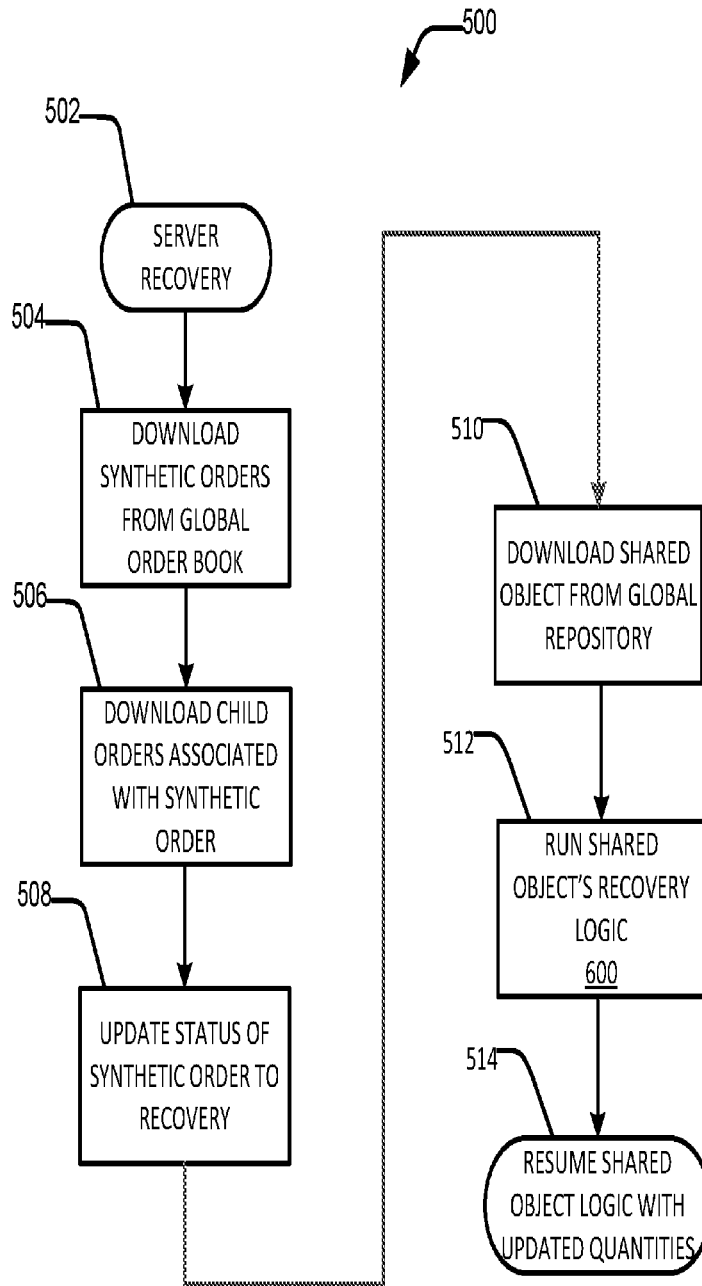 500
502
SERVER
RECOVERY
504
DOWNLOAD
SYNTHETIC ORDERS
FROM GLOBAL
ORDER BOOK
506
DOWNLOAD CHILD
ORDERS ASSOCIATED
WITH SYNTHETIC
ORDER
508
UPDATE STATUS OF
SYNTHETIC ORDER TO
RECOVERY
510
DOWNLOAD SHARED
OBJECT FROM GLOBAL
REPOSITORY
512
RUN SHARED
OBJECT'S RECOVERY
LOGIC
600
514
RESUME SHARED
OBJECT LOGIC WITH
UPDATED QUANTITIES